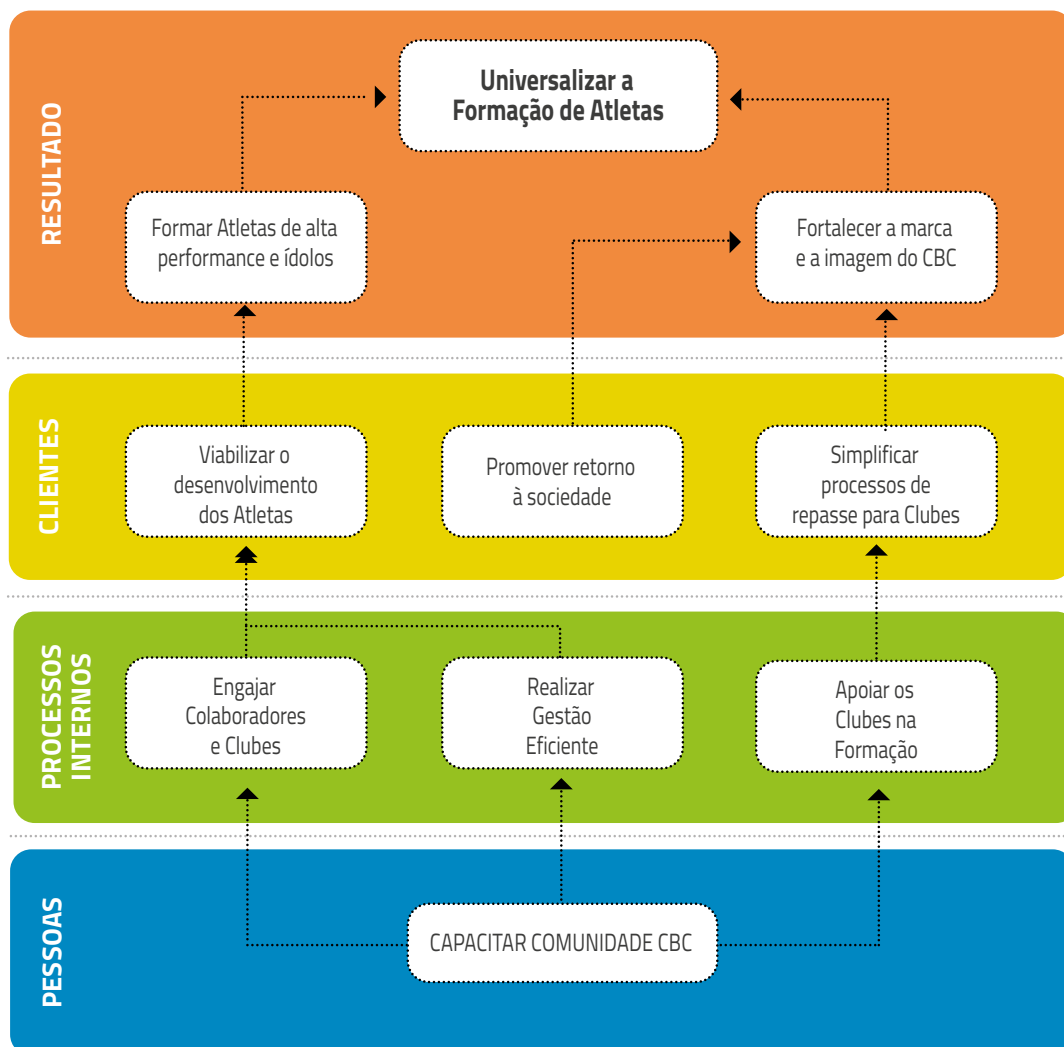 RESULTADO
Universalizar a
Formação de Atletas
Formar Atletas de alta
performance e ídolos
Fortalecer a marca
e a imagem do CBC
CLIENTES
Viabilizar o
desenvolvimento
dos Atletas
Promover retorno
à sociedade
Simplificar
processos de
repasse para Clubes
PROCESSOS
INTERNOS
Engajar
Colaboradores
e Clubes
Realizar
Gestão
Eficiente
Apoiar os
Clubes na
Formação
PESSOAS
CAPACITAR COMUNIDADE CBC